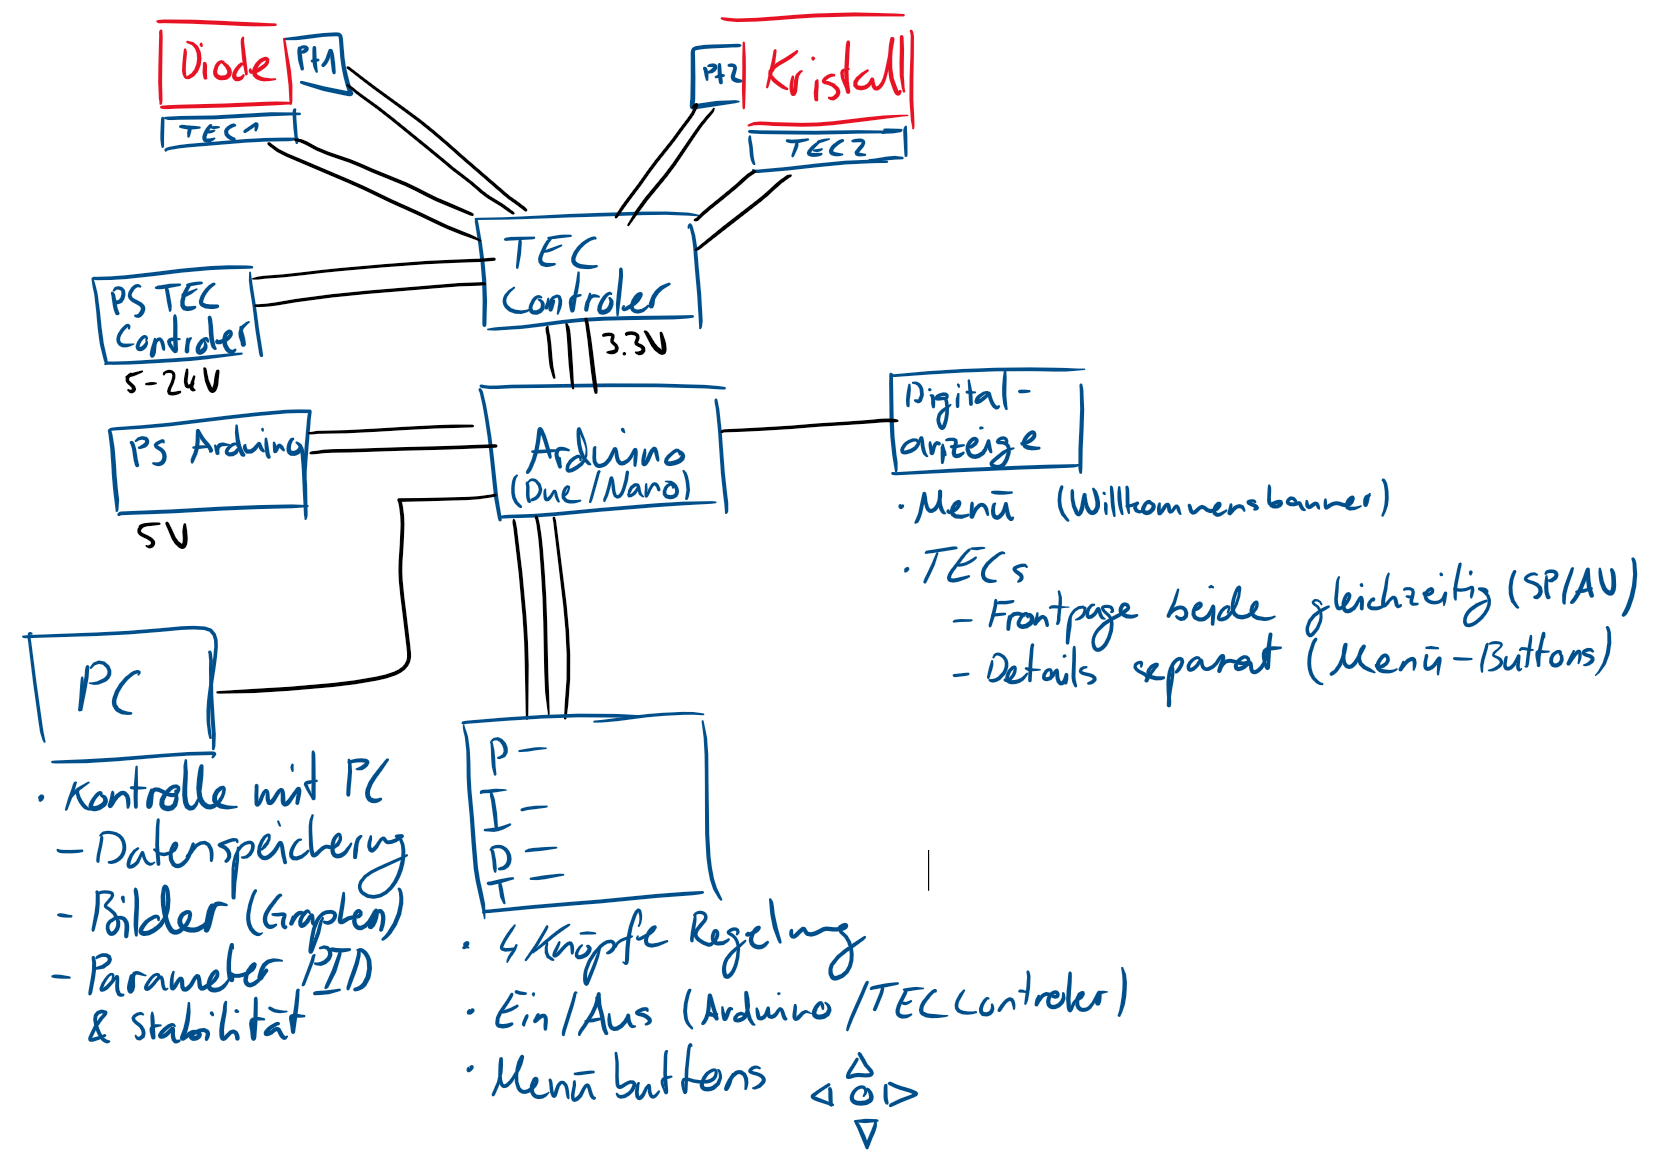 Diode
Pt1
TEC1
Pt2
Kristall
TEC2
TEC
Controler
PS TEC
Controler
5-24V
3.3V
PS Arduino
5V
Arduino
(Due/Nano)
Digital-
anzeige
• Menü (Willkommensbanner)
• TECs
- Frontpage beide gleichzeitig (SP/AV)
- Details separat (Menü-Buttons)
PC
• Kontrolle mit PC
- Datenspeicherung
- Bilder (Graphen)
- Parameter PID
& Stabilität
P -
I -
D -
T -
• 4 Knöpfe Regelung
• Ein/Aus (Arduino/TEC Controler)
• Menü buttons